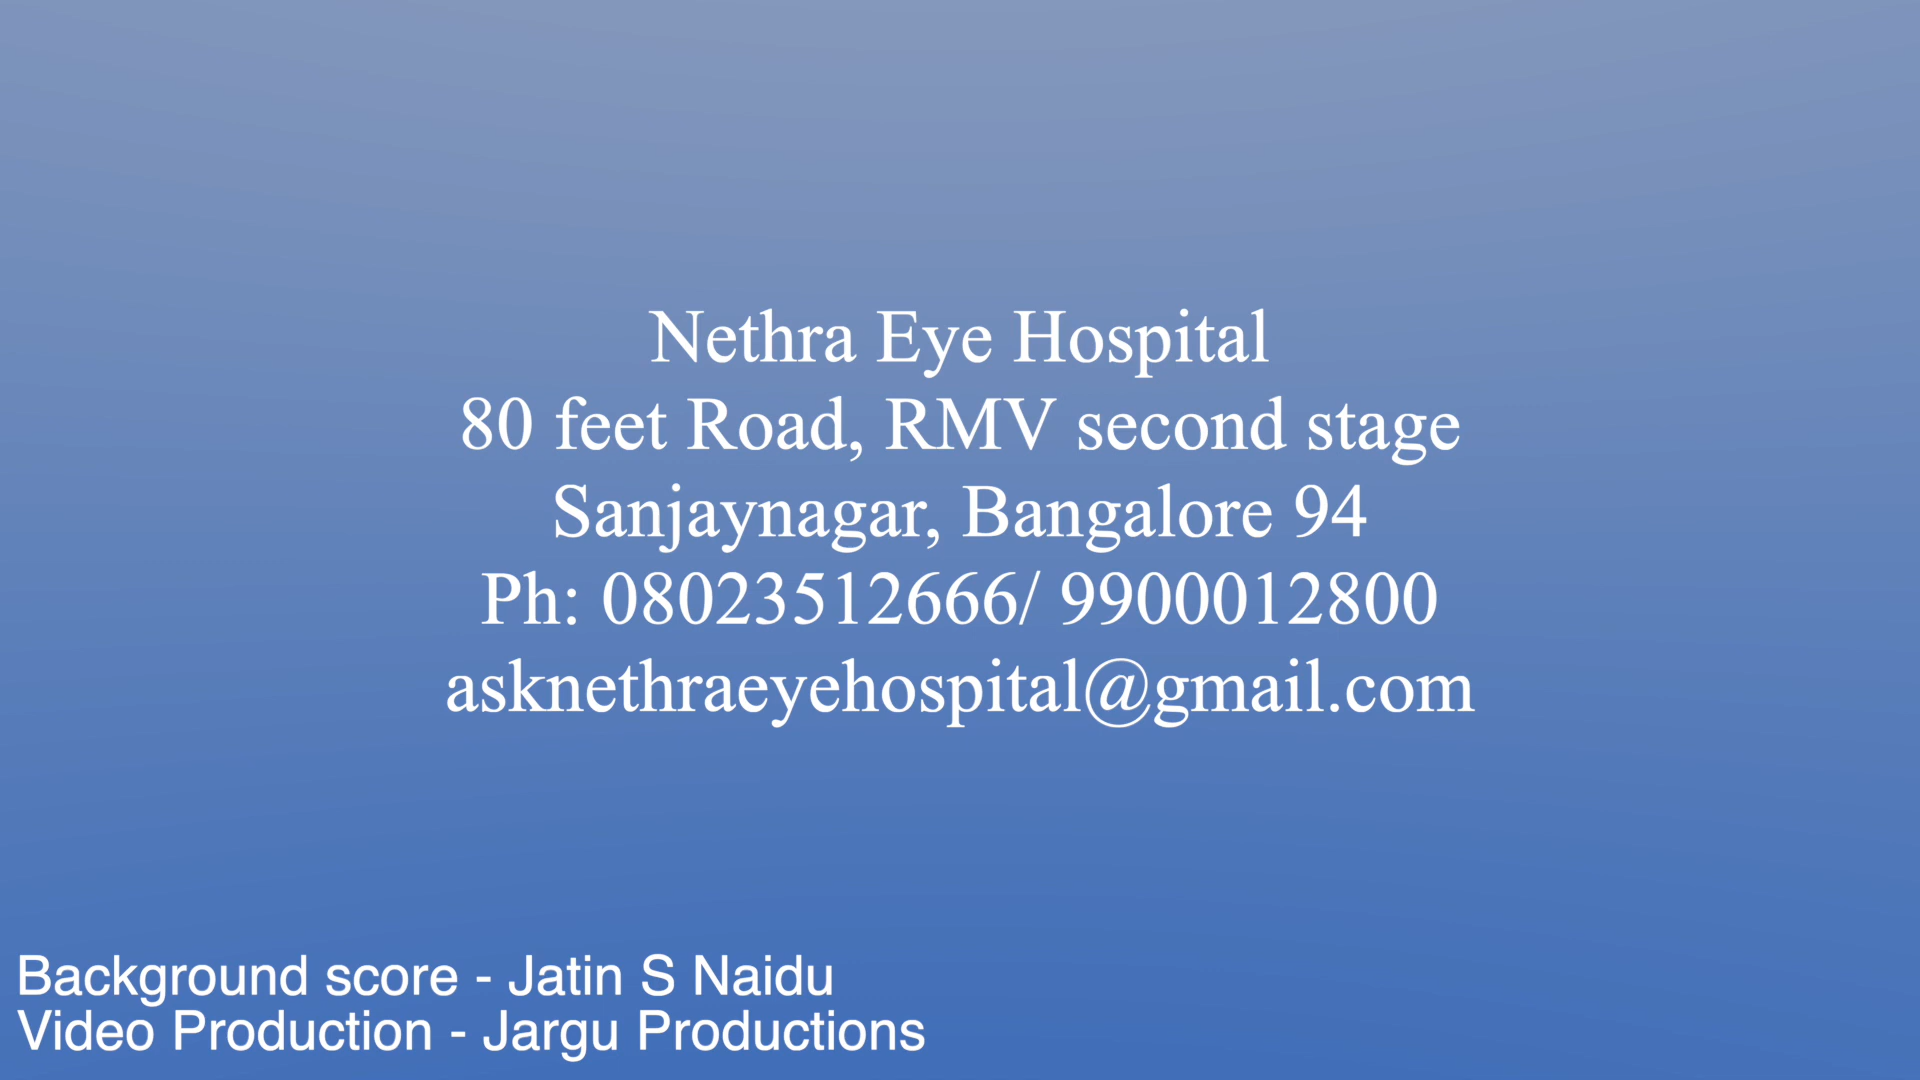 Nethra Eye Hospital
80 feet Road, RMV second stage
Sanjaynagar, Bangalore 94
Ph: 08023512666/ 9900012800
asknethraeyehospital@gmail.com
Background score - Jatin S Naidu
Video Production - Jargu Productions